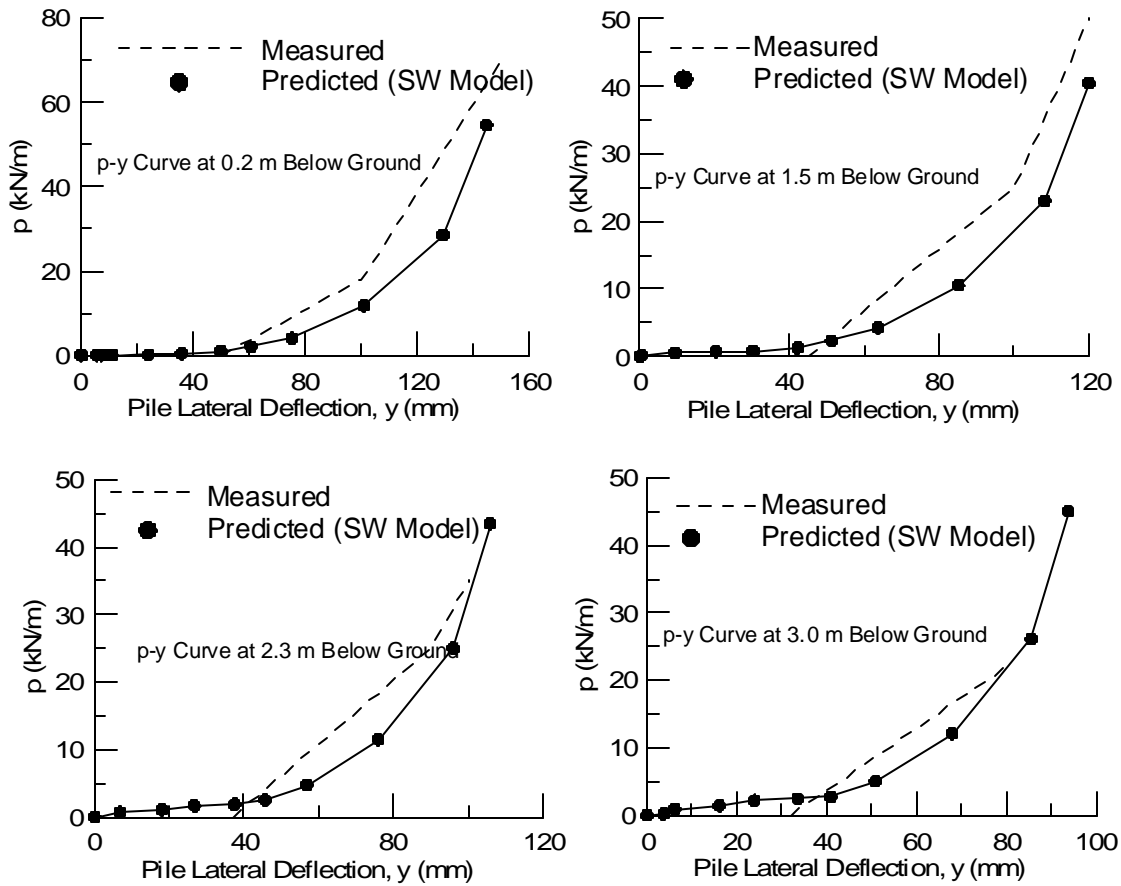 80
60
40
20
0
p (kN/m)
Measured
Predicted (SW Model)
p-y Curve at 0.2 m Below Ground
0 40 80 120 160
Pile Lateral Deflection, y (mm)
50
40
30
20
10
0
p (kN/m)
Measured
Predicted (SW Model)
p-y Curve at 1.5 m Below Ground
0 40 80 120
Pile Lateral Deflection, y (mm)
50
40
30
20
10
0
p (kN/m)
Measured
Predicted (SW Model)
p-y Curve at 2.3 m Below Ground
0 40 80 120
Pile Lateral Deflection, y (mm)
50
40
30
20
10
0
p (kN/m)
Measured
Predicted (SW Model)
p-y Curve at 3.0 m Below Ground
0 20 40 60 80 100
Pile Lateral Deflection, y (mm)